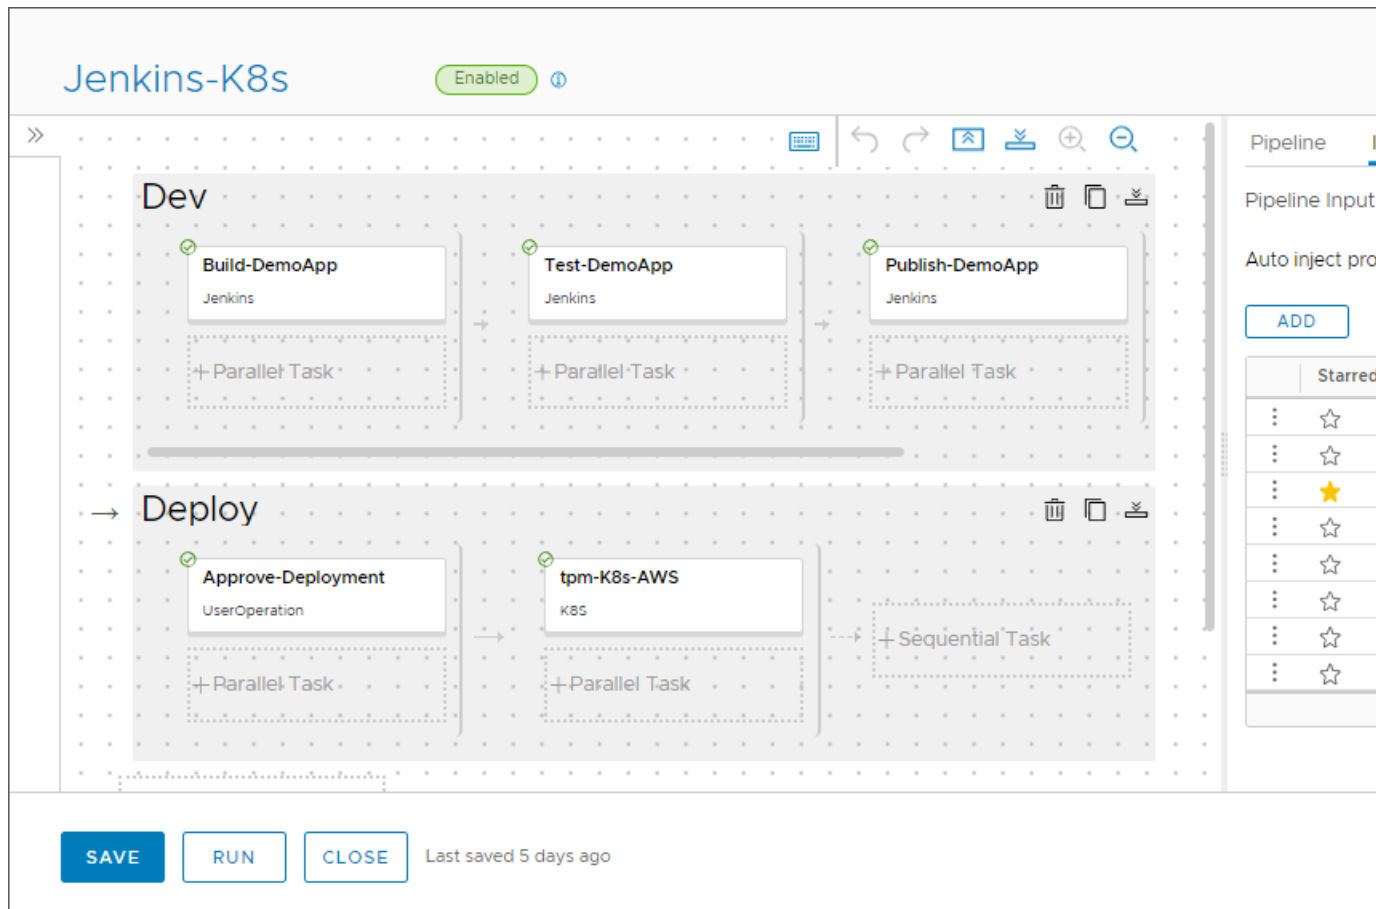 Jenkins-K8s
Enabled
Pipeline
Pipeline Input
Auto inject pro
ADD
Starred
Dev
Build-DemoApp
Jenkins
+ Parallel Task
Test-DemoApp
Jenkins
+ Parallel Task
Publish-DemoApp
Jenkins
+ Parallel Task
Deploy
Approve-Deployment
UserOperation
+ Parallel Task
tpm-K8s-AWS
K8S
+ Parallel Task
+ Sequential Task
SAVE
RUN
CLOSE
Last saved 5 days ago